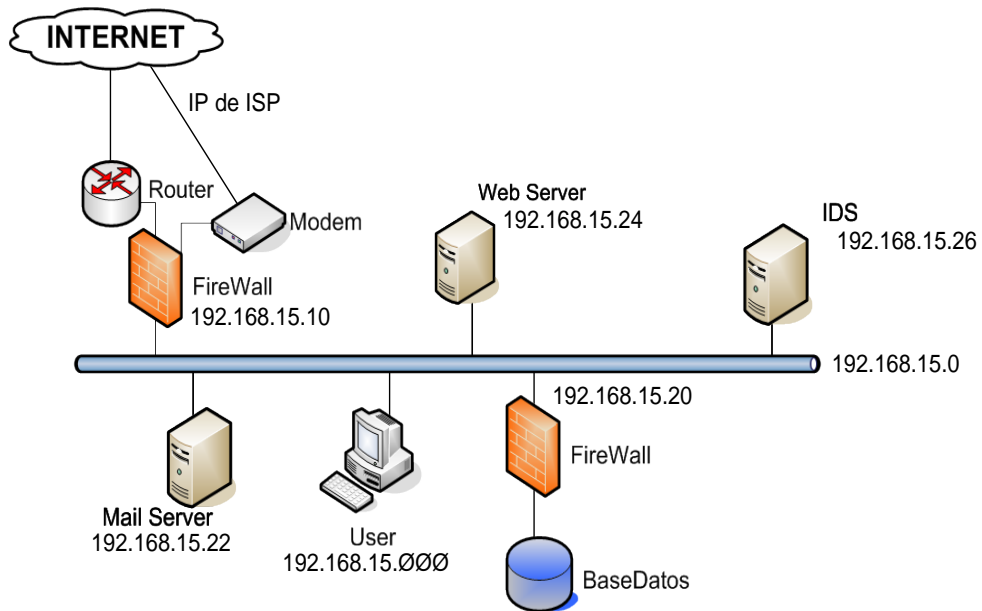 INTERNET
IP de ISP
Router
Modem
FireWall
192.168.15.10
Web Server
192.168.15.24
IDS
192.168.15.26
192.168.15.0
Mail Server
192.168.15.22
User
192.168.15.ØØØ
192.168.15.20
FireWall
BaseDatos